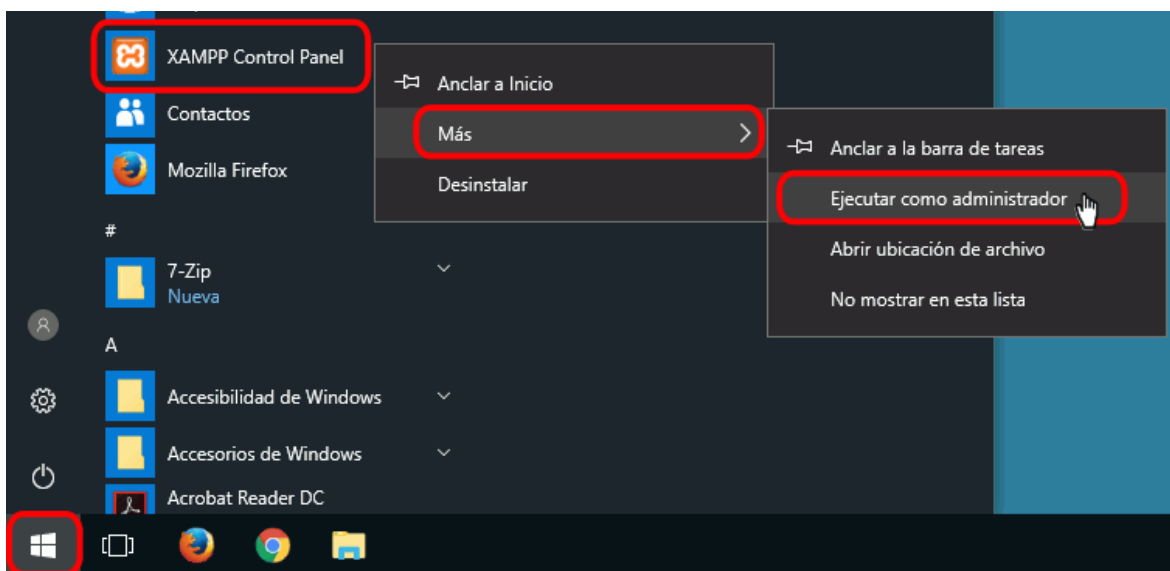 XAMPP Control Panel
Contactos
Mozilla Firefox
#
7-Zip
Nueva
A
Accesibilidad de Windows
Accesorios de Windows
Acrobat Reader DC
Anclar a Inicio
Más
Desinstalar
Anclar a la barra de tareas
Ejecutar como administrador
Abrir ubicación de archivo
No mostrar en esta lista